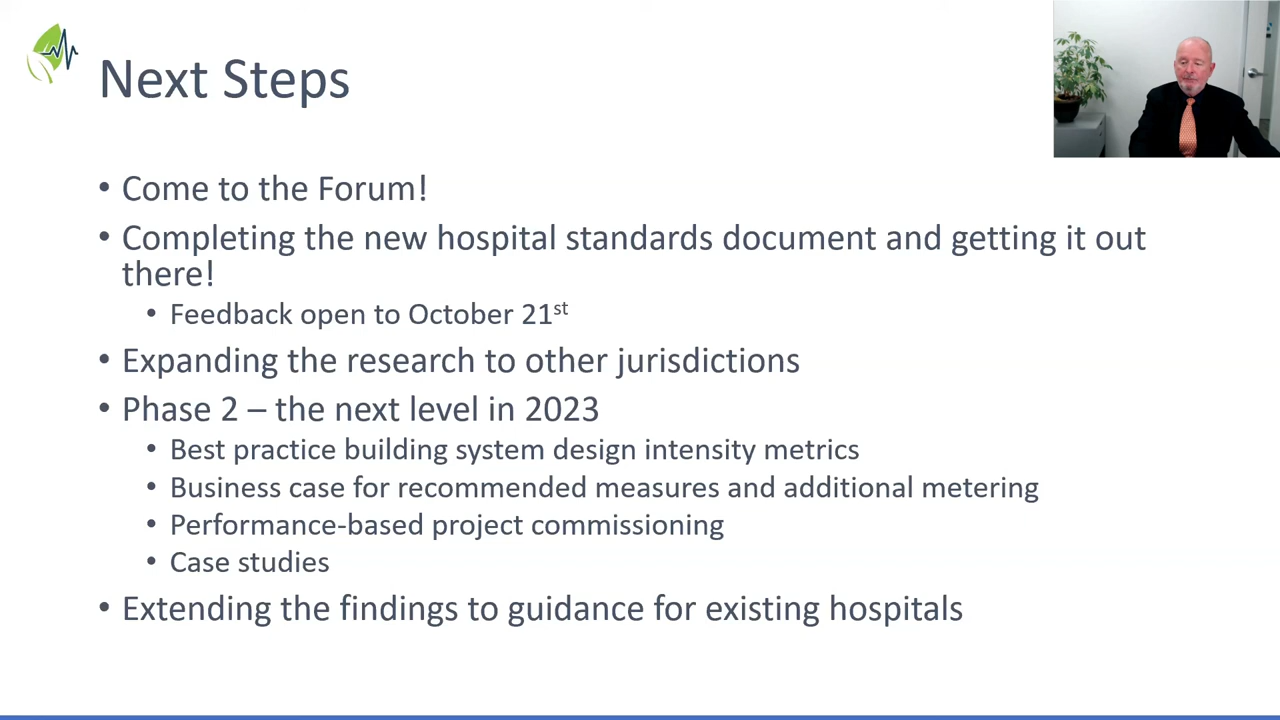 Next Steps
• Come to the Forum!
• Completing the new hospital standards document and getting it out
there!
• Feedback open to October 21st
• Expanding the research to other jurisdictions
• Phase 2 – the next level in 2023
• Best practice building system design intensity metrics
• Business case for recommended measures and additional metering
• Performance-based project commissioning
• Case studies
• Extending the findings to guidance for existing hospitals